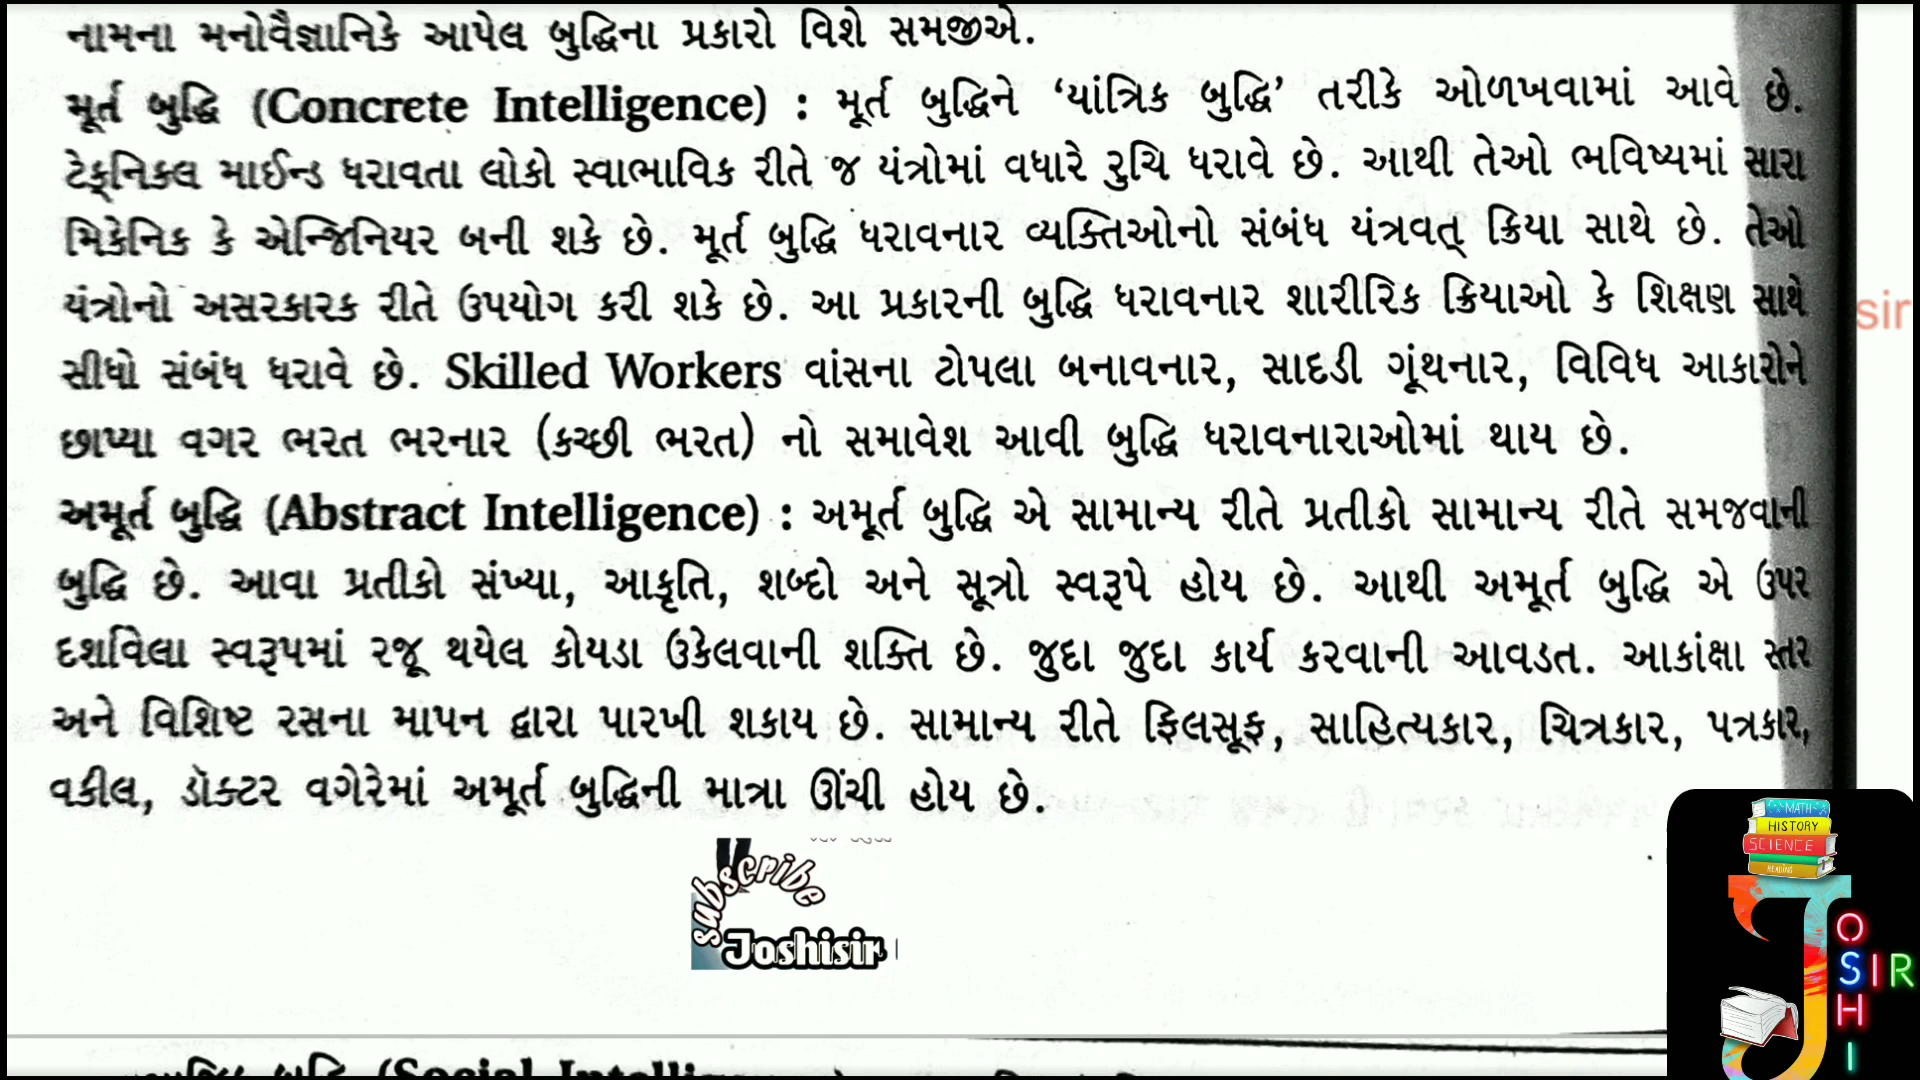 નામના મનોવૈજ્ઞાનિકે આપેલ બુદ્ધિના પ્રકારો વિશે સમજીએ.
મૂર્ત બુદ્ધિ (Concrete Intelligence) : મૂર્ત બુદ્ધિને ‘યાંત્રિક બુદ્ધિ’ તરીકે ઓળખવામાં આવે છે.
ટેક્નિકલ માઈન્ડ ધરાવતા લોકો સ્વાભાવિક રીતે જ યંત્રોમાં વધારે રુચિ ધરાવે છે. આથી તેઓ ભવિષ્યમાં સારા
મિકેનિક કે એન્જિનિયર બની શકે છે. મૂર્ત બુદ્ધિ ધરાવનાર વ્યક્તિઓનો સંબંધ યંત્રવત્ ક્રિયા સાથે છે. તેઓ
યંત્રોનો અસરકારક રીતે ઉપયોગ કરી શકે છે. આ પ્રકારની બુદ્ધિ ધરાવનાર શારીરિક ક્રિયાઓ કે શિક્ષણ સાથે
sir
સીધો સંબંધ ધરાવે છે. Skilled Workers વાંસના ટોપલા બનાવનાર, સાદડી ગૂંથનાર, વિવિધ આકારોને
છાપ્યા વગર ભરત ભરનાર (કચ્છી ભરત) નો સમાવેશ આવી બુદ્ધિ ધરાવનારાઓમાં થાય છે.
અમૂર્ત બુદ્ધિ (Abstract Intelligence) : અમૂર્ત બુદ્ધિ એ સામાન્ય રીતે પ્રતીકો સામાન્ય રીતે સમજવાની
બુદ્ધિ છે. આવા પ્રતીકો સંખ્યા, આકૃતિ, શબ્દો અને સૂત્રો સ્વરૂપે હોય છે. આથી અમૂર્ત બુદ્ધિ એ ઉપર
દર્શાવેલા સ્વરૂપમાં રજૂ થયેલ કોયડા ઉકેલવાની શક્તિ છે. જુદા જુદા કાર્ય કરવાની આવડત. આકાંક્ષા સ્તર
અને વિશિષ્ટ રસના માપન દ્વારા પારખી શકાય છે. સામાન્ય રીતે ફિલસૂફ, સાહિત્યકાર, ચિત્રકાર, પત્રકાર,
વકીલ, ડૉક્ટર વગેરેમાં અમૂર્ત બુદ્ધિની માત્રા ઊંચી હોય છે.
subscribe
Joshisir
MATH
HISTORY
SCIENCE
READING
JOSHI
SIR
(Social